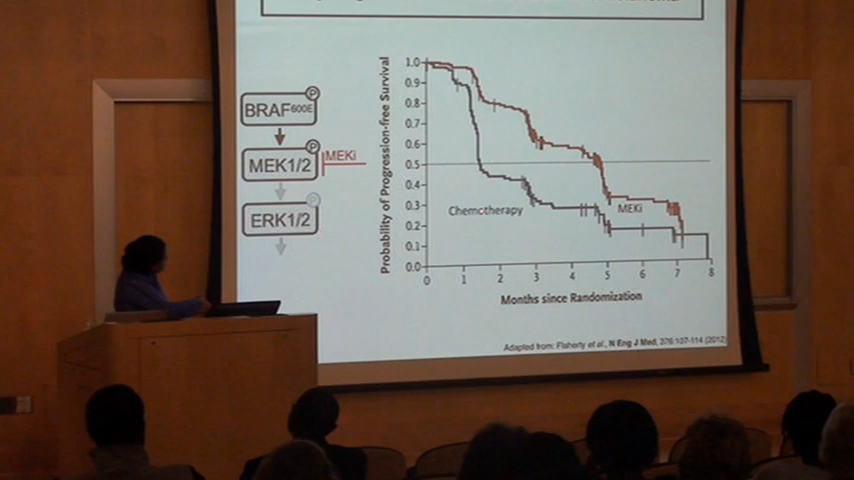 BRAF600E
P
MEK1/2
P
MEKi
ERK1/2
P
Probability of Progression-free Survival
1.0
0.9
0.8
0.7
0.6
0.5
0.4
0.3
0.2
0.1
0.0
Chemotherapy
MEKi
0 1 2 3 4 5 6 7 8
Months since Randomization
Adapted from: Flaherty et al., N Eng J Med, 376:107-114 (2012)